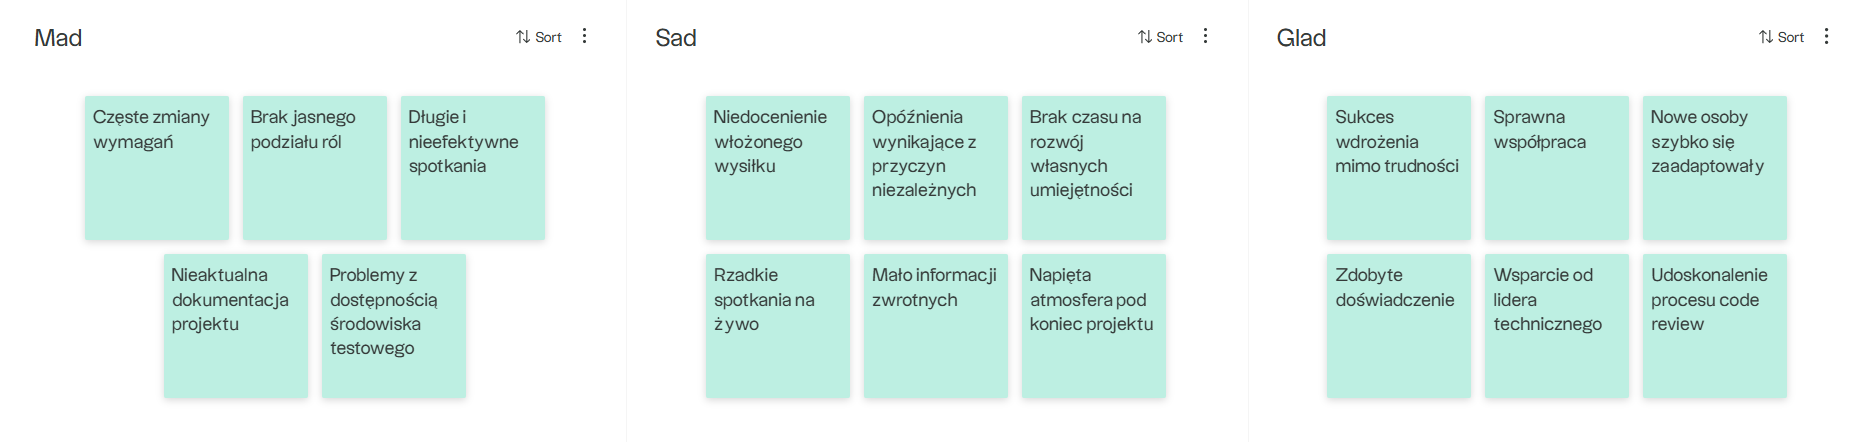 Mad
Sort
Częste zmiany
wymagań
Brak jasnego
podziału ról
Długie i
nieefektywne
spotkania
Nieaktualna
dokumentacja
projektu
Problemy z
dostępnością
środowiska
testowego
Sad
Sort
Niedocenienie
włożonego
wysiłku
Opóźnienia
wynikające z
przyczyn
niezależnych
Brak czasu na
rozwój
własnych
umiejętności
Rzadkie
spotkania na
żywo
Mało informacji
zwrotnych
Napięta
atmosfera pod
koniec projektu
Glad
Sort
Sukces
wdrożenia
mimo trudności
Sprawna
współpraca
Nowe osoby
szybko się
zaadaptowały
Zdobyte
doświadczenie
Wsparcie od
lidera
technicznego
Udoskonalenie
procesu code
review